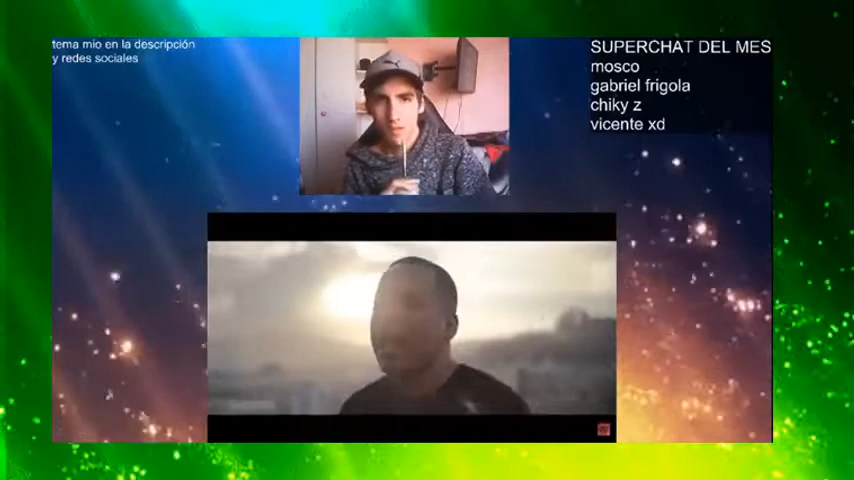 tema mio en la descripción
y redes sociales
SUPERCHAT DEL MES
mosco
gabriel frigola
chiky z
vicente xd